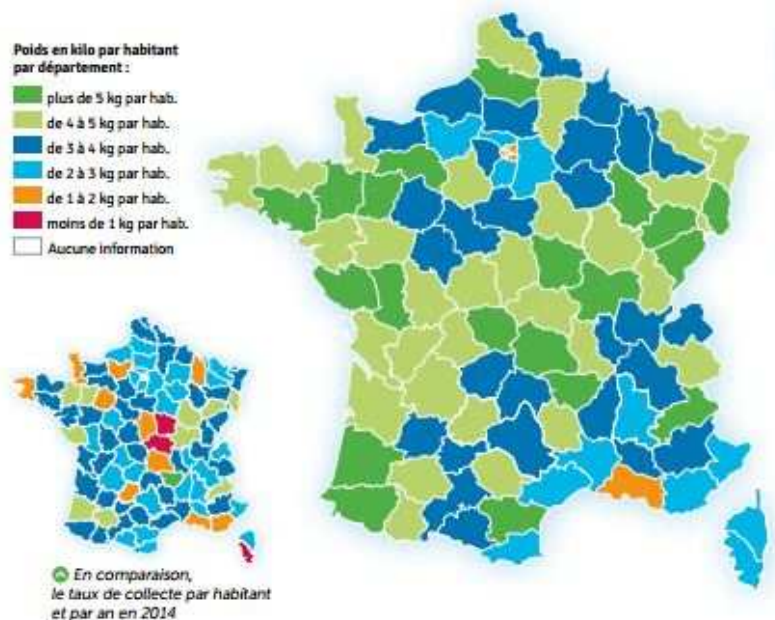 Poids en kilo par habitant
par département :
plus de 5 kg par hab.
de 4 à 5 kg par hab.
de 3 à 4 kg par hab.
de 2 à 3 kg par hab.
de 1 à 2 kg par hab.
moins de 1 kg par hab.
Aucune information
En comparaison,
le taux de collecte par habitant
et par an en 2014